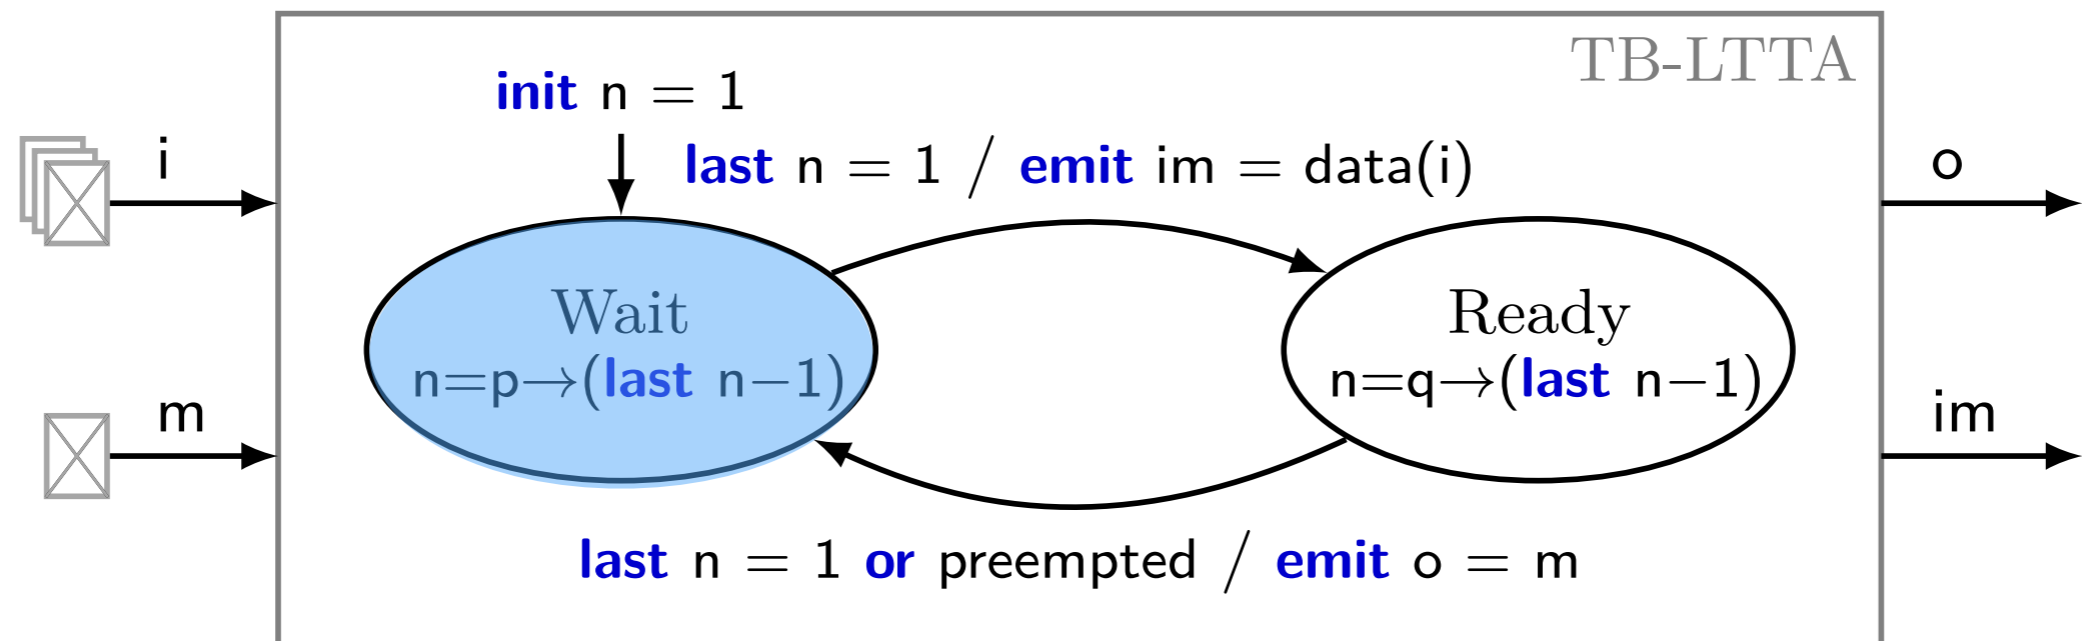 TB-LTTA
init n = 1
last n = 1 / emit im = data(i)
i
o
Wait
n=p→(last n−1)
Ready
n=q→(last n−1)
m
im
last n = 1 or preempted / emit o = m